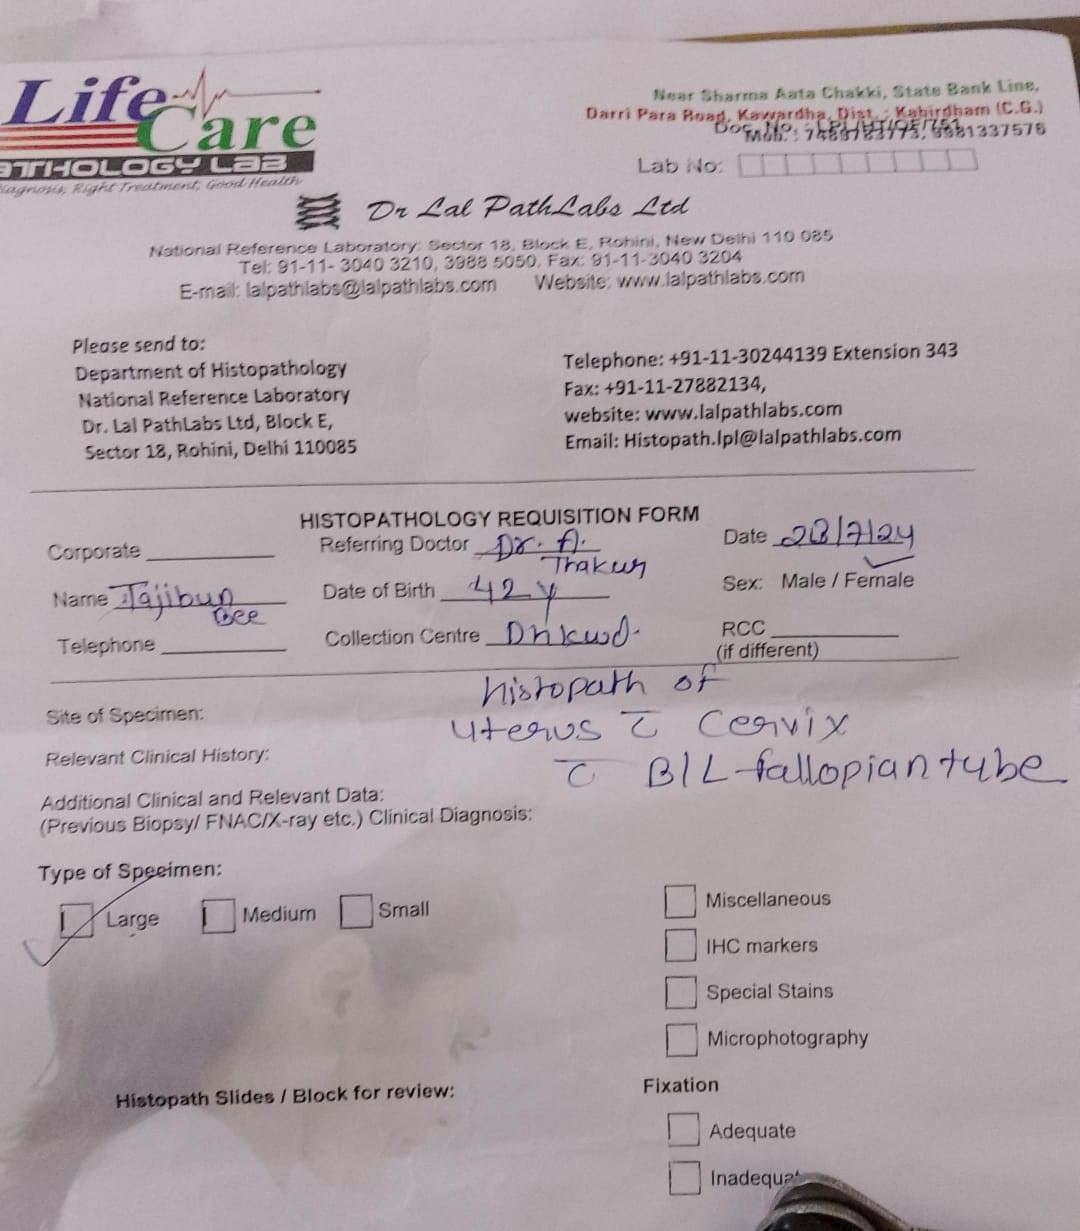 Life Care
ATHOLOGY LAB
iagnosis, Right Treatment, Good Health
Near Sharma Aata Chakki, State Bank Line,
Darri Para Road, Kawardha, Dist. : Kabirdham (C.G.)
Lab No:
Dr Lal PathLabs Ltd
National Reference Laboratory: Sector 18, Block E, Rohini, New Delhi 110 085
Tel: 91-11- 3040 3210, 3988 5050, Fax: 91-11-3040 3204
E-mail: lalpathlabs@lalpathlabs.com Website: www.lalpathlabs.com
Please send to:
Department of Histopathology
National Reference Laboratory
Dr. Lal PathLabs Ltd, Block E,
Sector 18, Rohini, Delhi 110085
Telephone: +91-11-30244139 Extension 343
Fax: +91-11-27882134,
website: www.lalpathlabs.com
Email: Histopath.lpl@lalpathlabs.com
HISTOPATHOLOGY REQUISITION FORM
Corporate Referring Doctor Dr. A. Thakur Date 28/7/24
Name Tajibun Bee Date of Birth 42 y Sex: Male / Female
Telephone Collection Centre Dhkwd. RCC
(if different)
Site of Specimen: histopath of
uterus c̅ Cervix
Relevant Clinical History: c̅ B/L-fallopian tube
Additional Clinical and Relevant Data:
(Previous Biopsy/ FNAC/X-ray etc.) Clinical Diagnosis:
Type of Specimen:
Large Medium Small
Miscellaneous
IHC markers
Special Stains
Microphotography
Histopath Slides / Block for review:
Fixation
Adequate